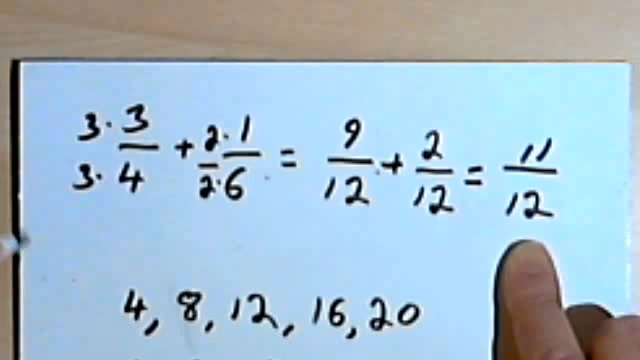 3·3/3·4 + 2·1/2·6 = 9/12 + 2/12 = 11/12
4, 8, 12, 16, 20